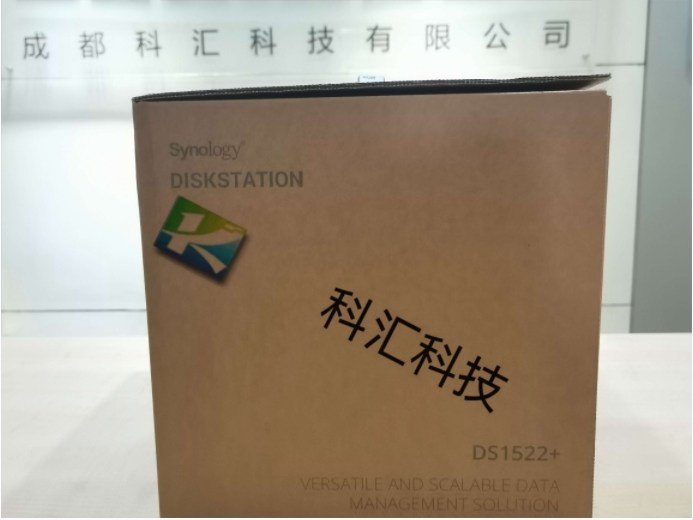 成都科汇科技有限公司
Synology
DISKSTATION
科汇科技
DS1522+
VERSATILE AND SCALABLE DATA
MANAGEMENT SOLUTION